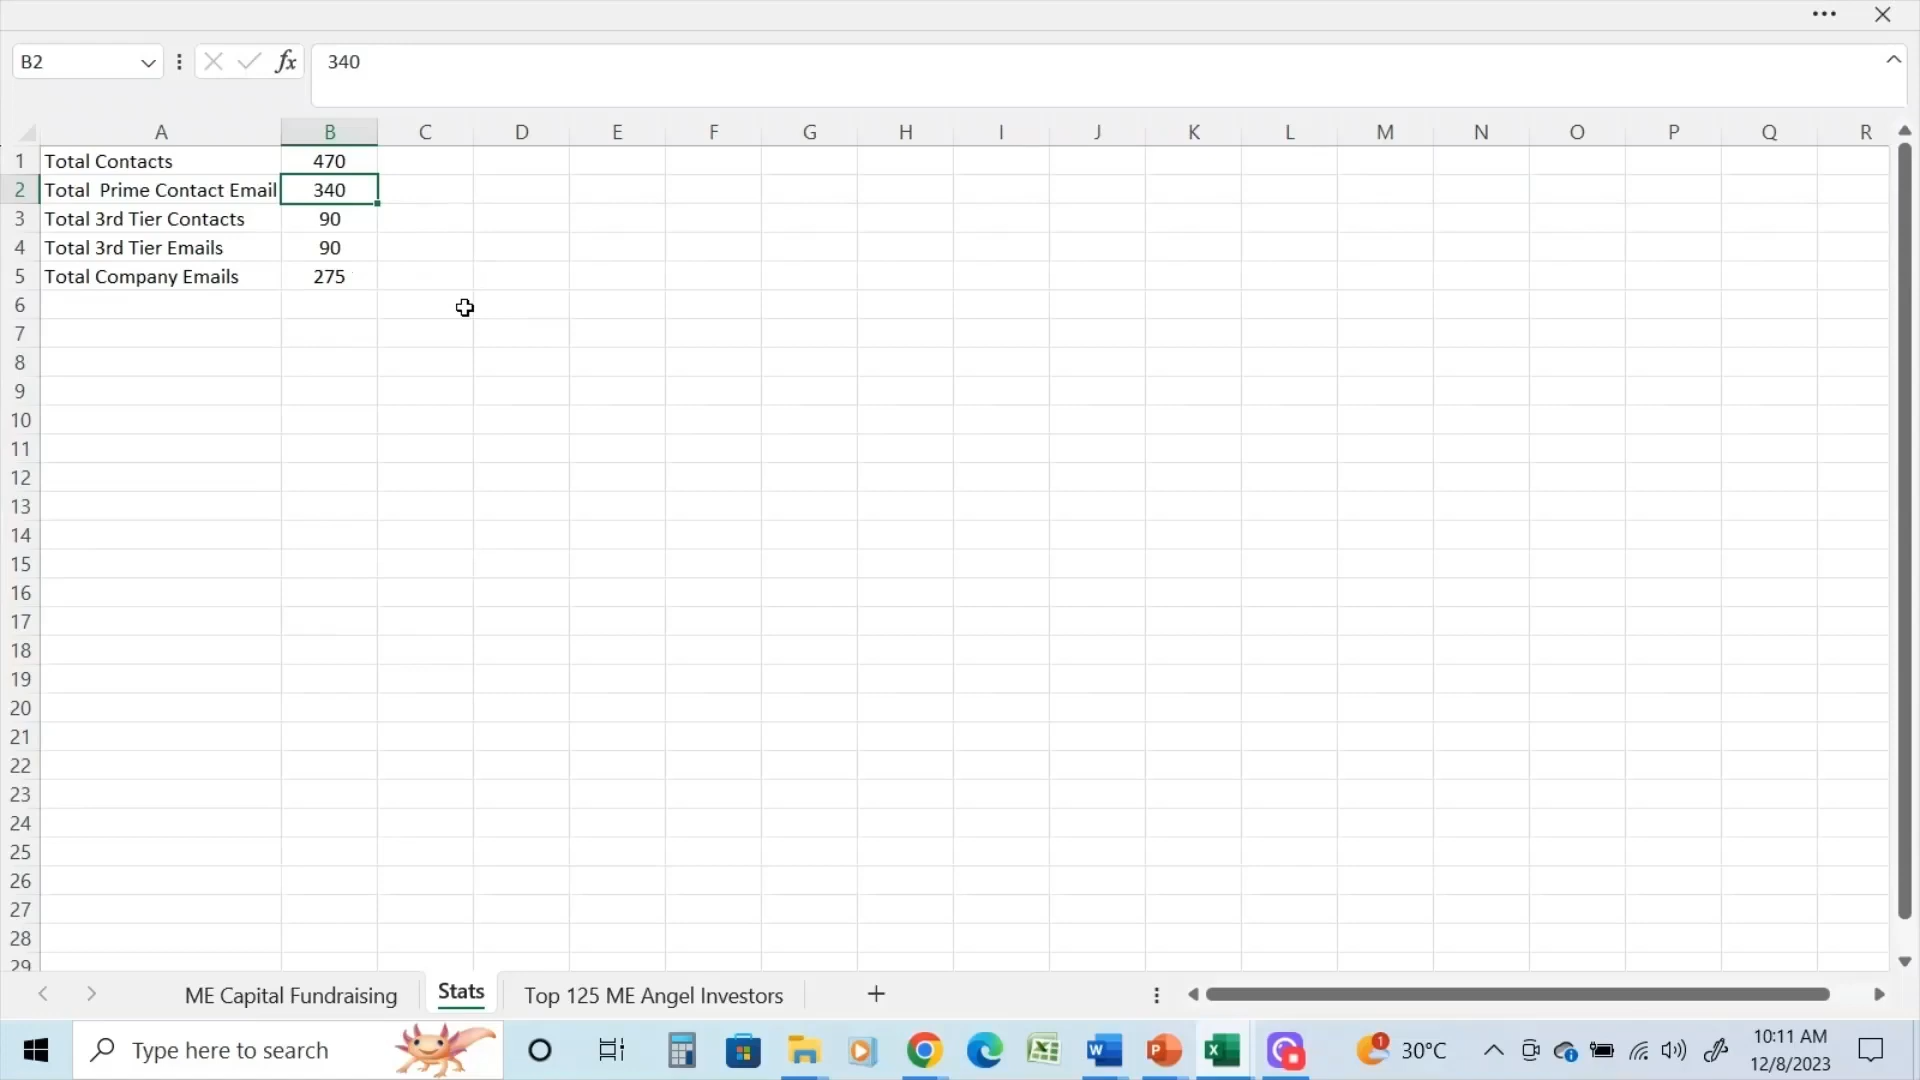 B2
fx
340
A B C D E F G H I J K L M N O P Q R
1 Total Contacts 470
2 Total  Prime Contact Email 340
3 Total 3rd Tier Contacts 90
4 Total 3rd Tier Emails 90
5 Total Company Emails 275
6
7
8
9
10
11
12
13
14
15
16
17
18
19
20
21
22
23
24
25
26
27
28
29
ME Capital Fundraising Stats Top 125 ME Angel Investors
Type here to search
W P X
1
30°C
10:11 AM
12/8/2023